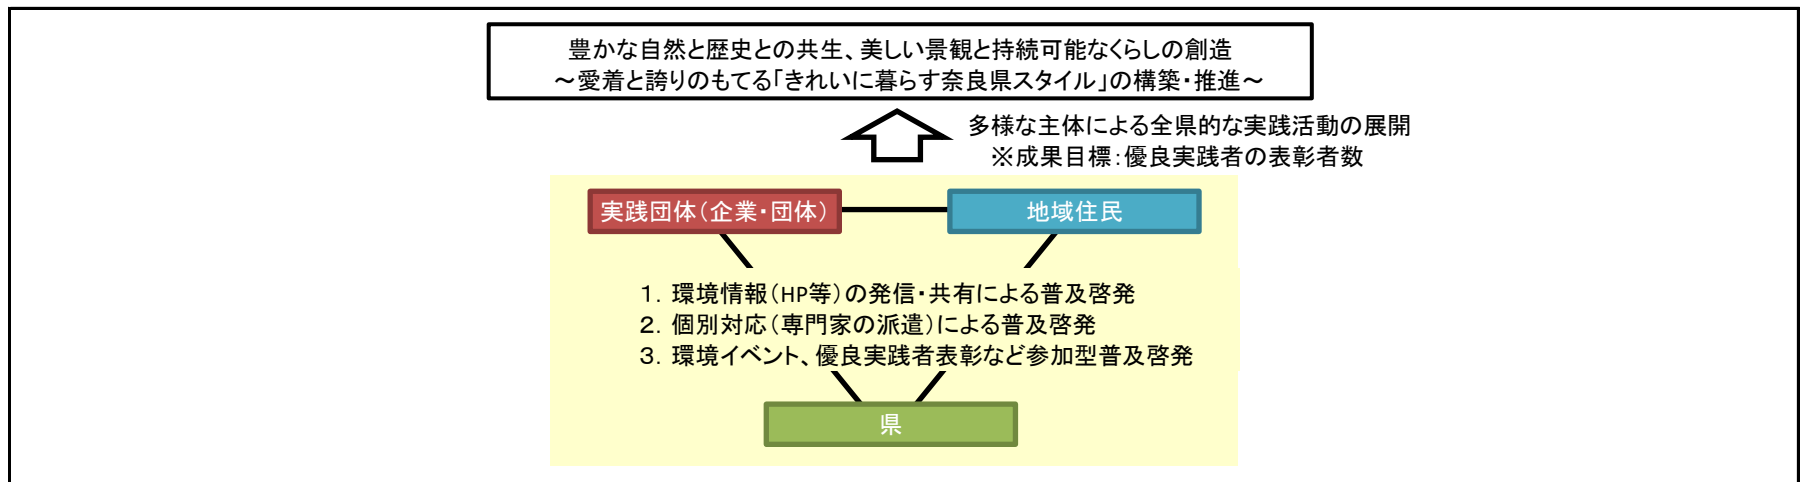 豊かな自然と歴史との共生、美しい景観と持続可能なくらしの創造
～愛着と誇りのもてる｢きれいに暮らす奈良県スタイル｣の構築・推進～
多様な主体による全県的な実践活動の展開
※成果目標：優良実践者の表彰者数
実践団体（企業・団体）
地域住民
１．環境情報（HP等）の発信・共有による普及啓発
２．個別対応（専門家の派遣）による普及啓発
３．環境イベント、優良実践者表彰など参加型普及啓発
県